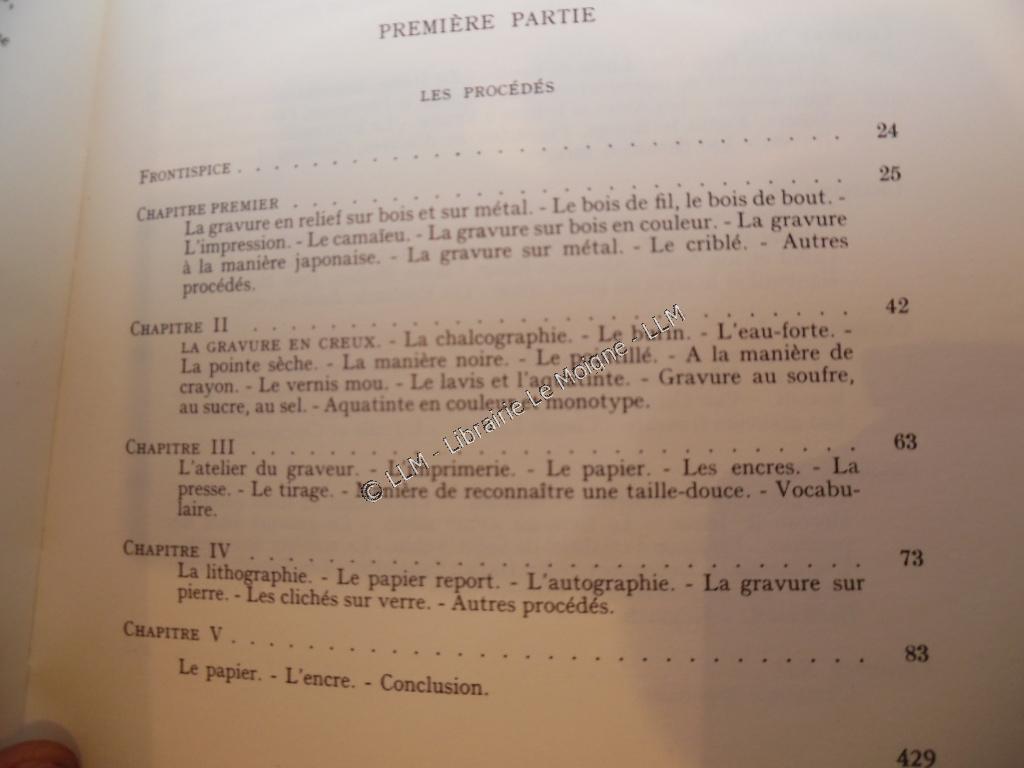 PREMIÈRE PARTIE
LES PROCÉDÉS
FRONTISPICE . . . . . . . . . . . . . . . . . . . . . . . . . . . . 24
CHAPITRE PREMIER . . . . . . . . . . . . . . . . . . . . . . . . 25
La gravure en relief sur bois et sur métal. - Le bois de fil, le bois de bout. -
L'impression. - Le camaïeu. - La gravure sur bois en couleur. - La gravure
à la manière japonaise. - La gravure sur métal. - Le criblé. - Autres
procédés.
CHAPITRE II . . . . . . . . . . . . . . . . . . . . . . . . . . . 42
LA GRAVURE EN CREUX. - La chalcographie. - Le burin. - L'eau-forte. -
La pointe sèche. - La manière noire. - Le pointillé. - A la manière de
crayon. - Le vernis mou. - Le lavis et l'aquatinte. - Gravure au soufre,
au sucre, au sel. - Aquatinte en couleur et monotype.
CHAPITRE III . . . . . . . . . . . . . . . . . . . . . . . . . . . 63
L'atelier du graveur. - L'imprimerie. - Le papier. - Les encres. - La
presse. - Le tirage. - Manière de reconnaître une taille-douce. - Vocabu-
laire.
CHAPITRE IV . . . . . . . . . . . . . . . . . . . . . . . . . . . 73
La lithographie. - Le papier report. - L'autographie. - La gravure sur
pierre. - Les clichés sur verre. - Autres procédés.
CHAPITRE V . . . . . . . . . . . . . . . . . . . . . . . . . . . . 83
Le papier. - L'encre. - Conclusion.
429
© LLM - Librairie Le Moigne - LLM